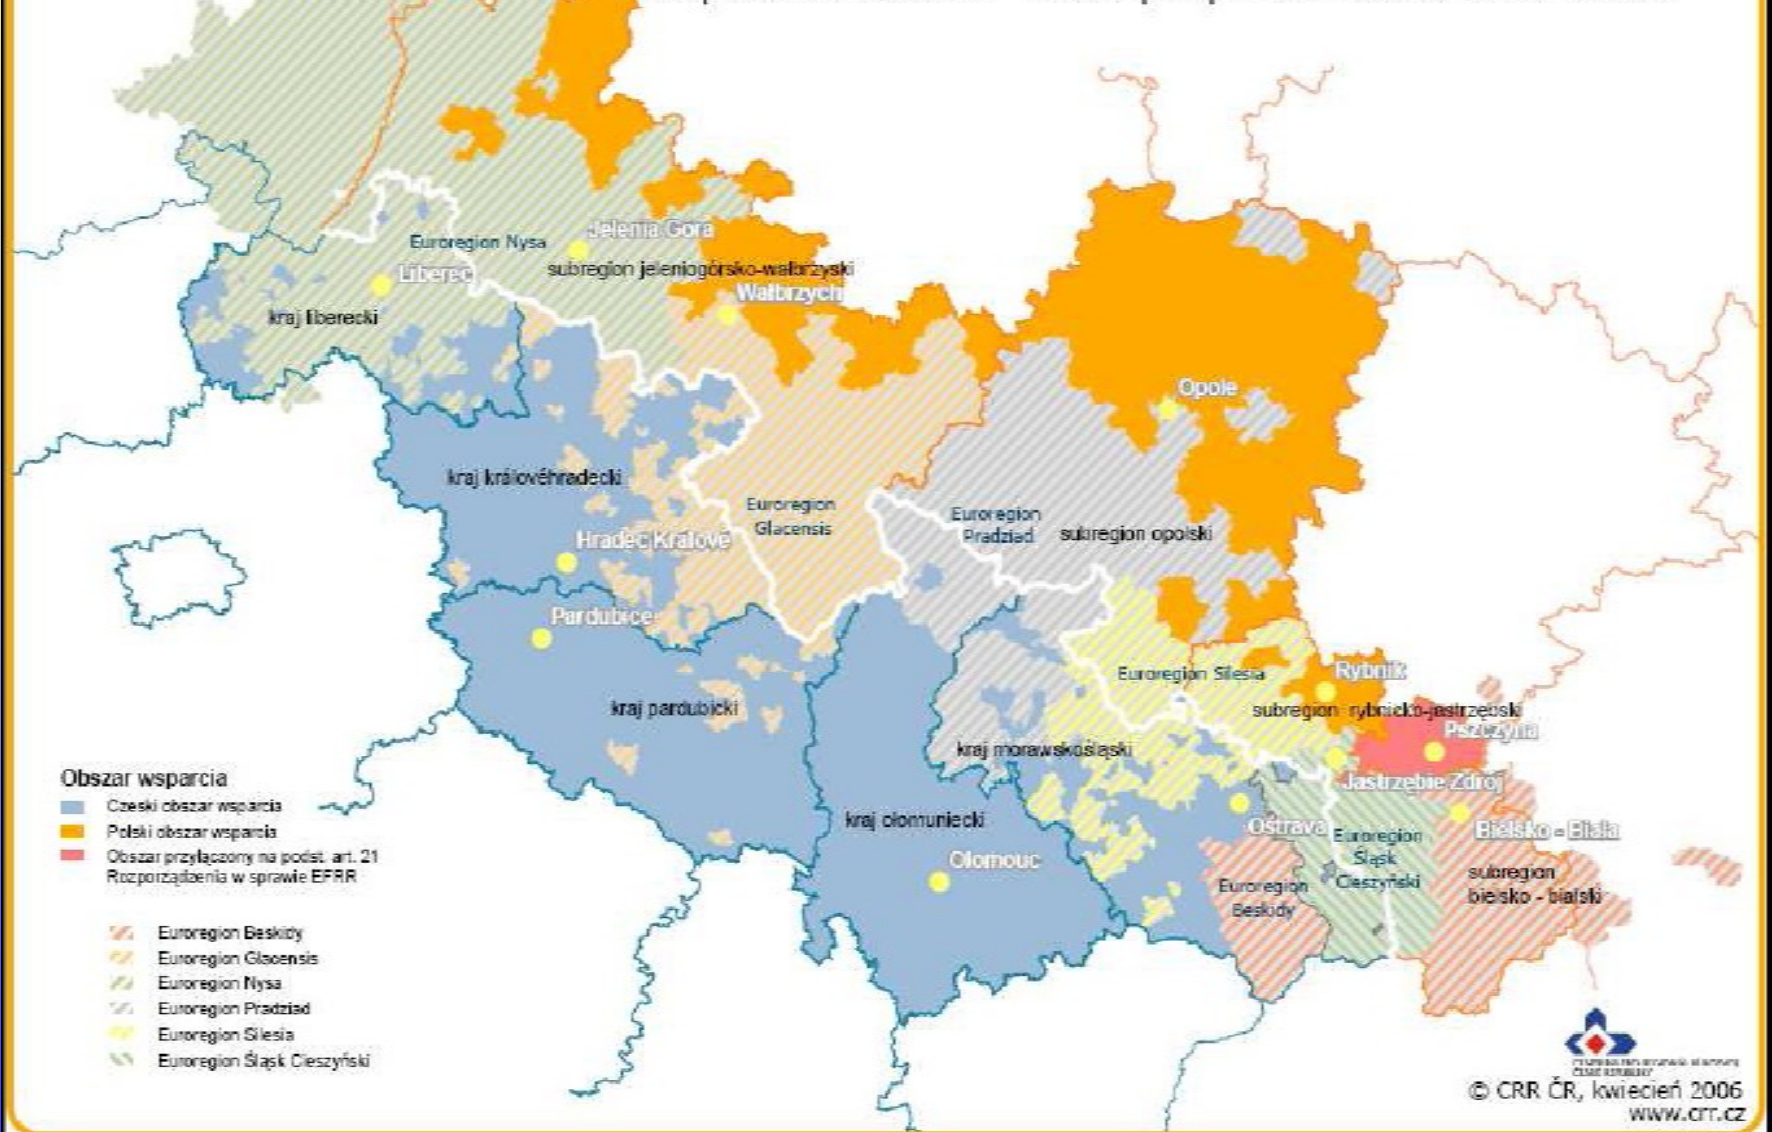 Euroregion Nysa
Jelenia Gora
subregion jeleniogórsko-wałbrzyski
Liberec
Wałbrzych
kraj liberecki
Opole
kraj královéhradecki
Euroregion
Glacensis
Euroregion
Pradziad
subregion opolski
Hradec Kralove
Pardubice
Euroregion Silesia
Rybnik
kraj pardubicki
subregion rybnicko-jastrzębski
Pszczyna
kraj morawskośląski
Jastrzębie Zdrój
kraj ołomuniecki
Ostrava
Euroregion
Śląsk
Cieszyński
Bielsko - Biala
Olomouc
subregion
bielsko - bialski
Euroregion
Beskidy
Obszar wsparcia
Czeski obszar wsparcia
Polski obszar wsparcia
Obszar przyłączony na podst. art. 21
Rozporządzenia w sprawie EFRR
Euroregion Beskidy
Euroregion Glacensis
Euroregion Nysa
Euroregion Pradziad
Euroregion Silesia
Euroregion Śląsk Cieszyński
© CRR ČR, kwiecień 2006
www.crr.cz